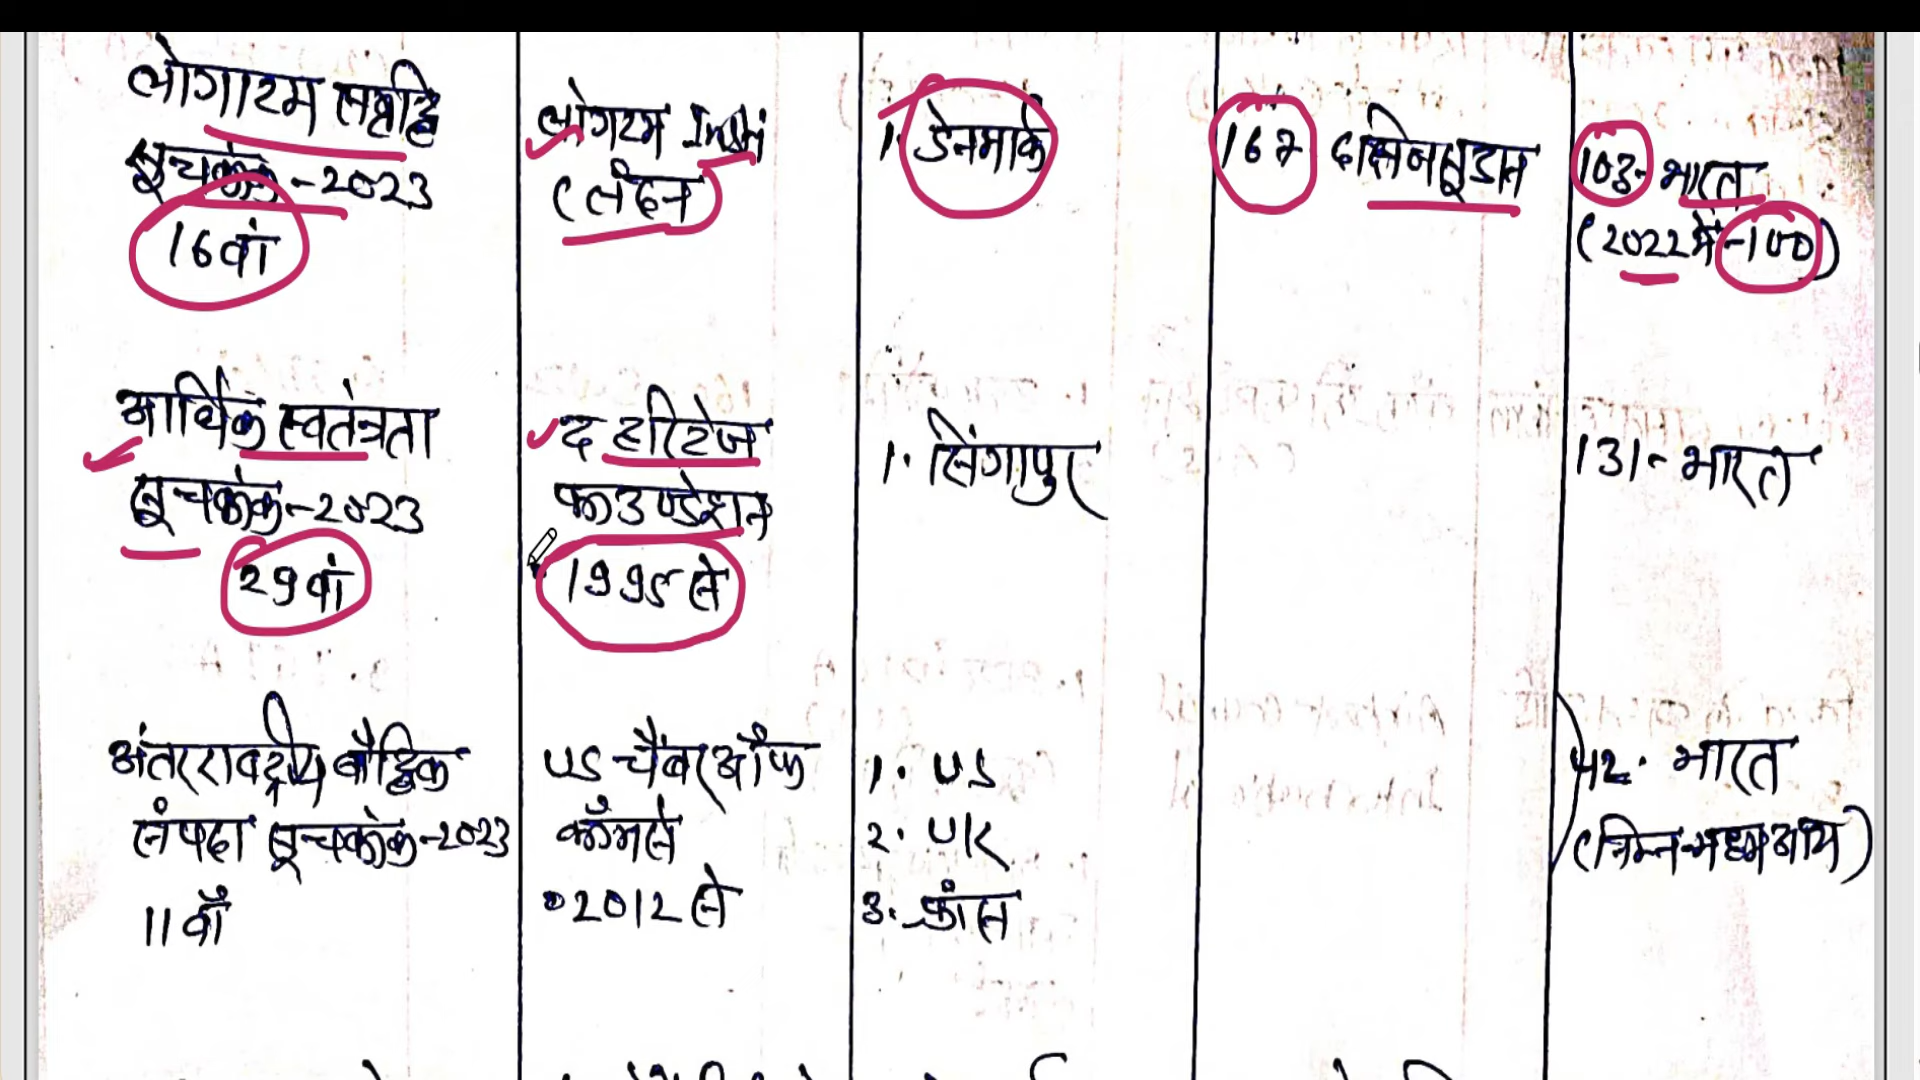 लेगाटम समृद्धि
सूचकांक-2023
16वां
लेगाटम Insti
(लंदन)
1. डेनमार्क
167 दक्षिण सूडान
103- भारत
(2022 में -100)
आर्थिक स्वतंत्रता
सूचकांक-2023
29वां
द हेरिटेज
फाउण्डेशन
1995 से
1. सिंगापुर
131- भारत
अंतरराष्ट्रीय बौद्धिक
संपदा सूचकांक-2023
11वाँ
US चैंबर ऑफ
कॉमर्स
2012 से
1. US
2. UK
3. फ्रांस
42. भारत
(निम्न-मध्यम आय)